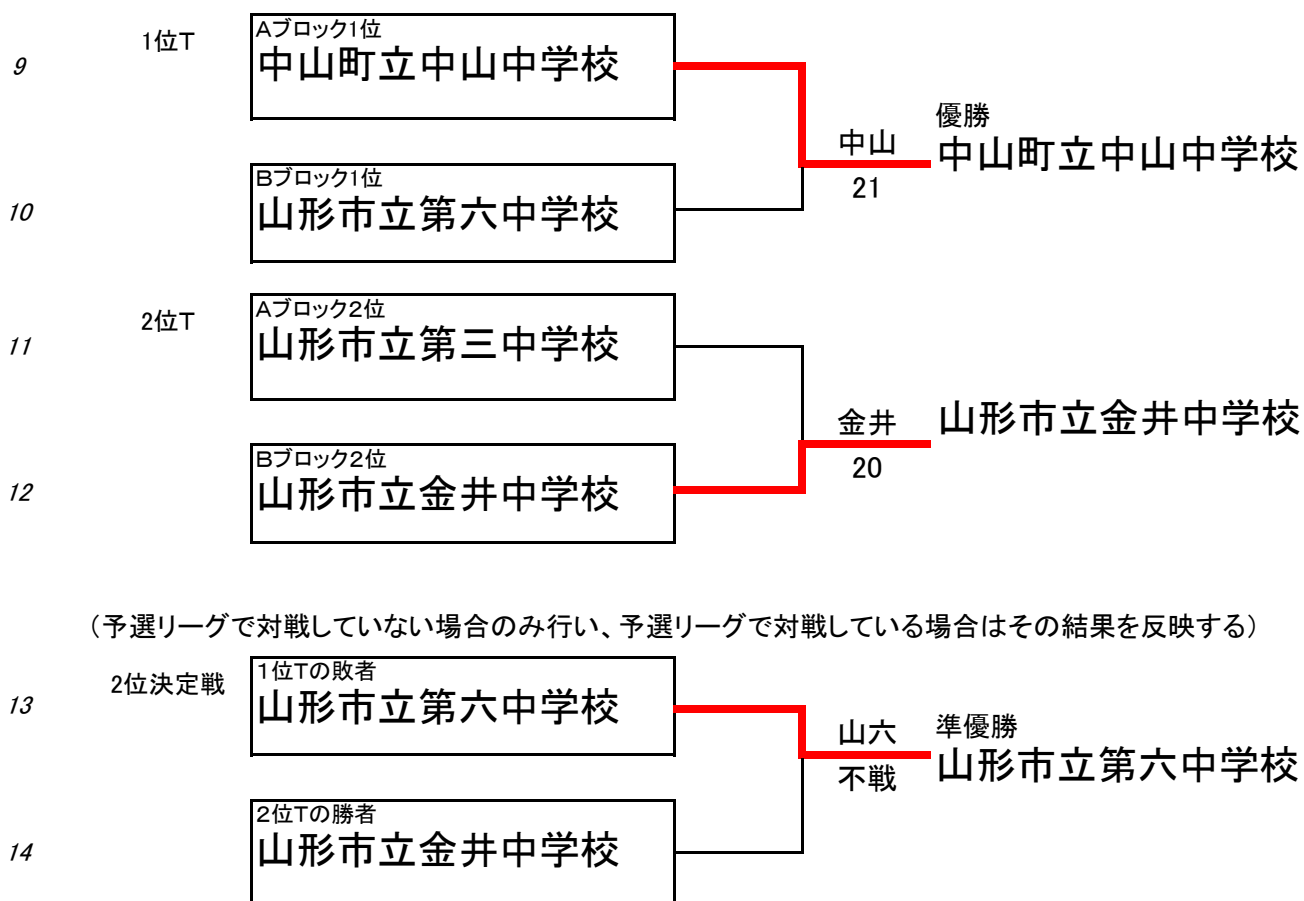 1位T
Aブロック1位
9
中山町立中山中学校
優勝
中山
中山町立中山中学校
Bブロック1位
21
10
山形市立第六中学校
2位T
Aブロック2位
11
山形市立第三中学校
金井
山形市立金井中学校
Bブロック2位
20
12
山形市立金井中学校
(予選リーグで対戦していない場合のみ行い、予選リーグで対戦している場合はその結果を反映する)
2位決定戦
1位Tの敗者
13
山形市立第六中学校
山六
準優勝
不戦
山形市立第六中学校
2位Tの勝者
14
山形市立金井中学校